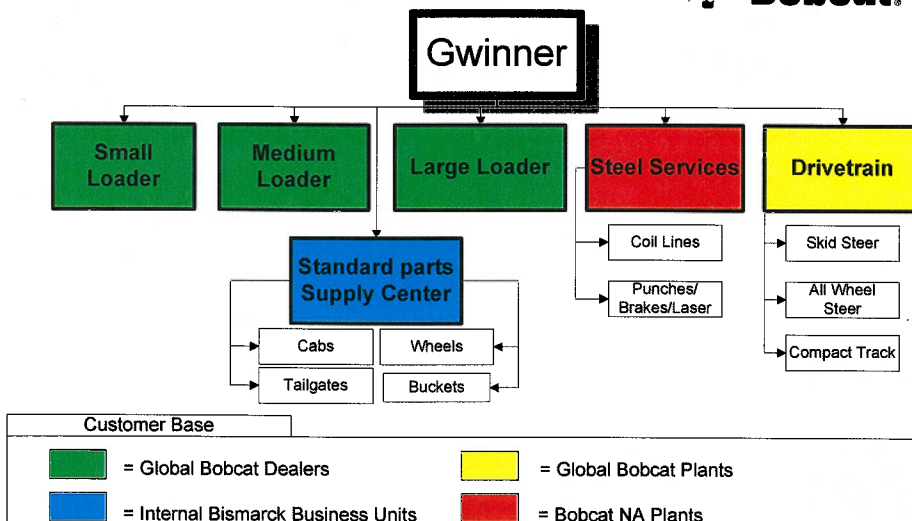 Bobcat
Gwinner
Small
Loader
Medium
Loader
Large Loader
Steel Services
Drivetrain
Standard parts
Supply Center
Coil Lines
Punches/
Brakes/Laser
Skid Steer
All Wheel
Steer
Compact Track
Cabs
Wheels
Tailgates
Buckets
Customer Base
= Global Bobcat Dealers
= Global Bobcat Plants
= Internal Bismarck Business Units
= Bobcat NA Plants